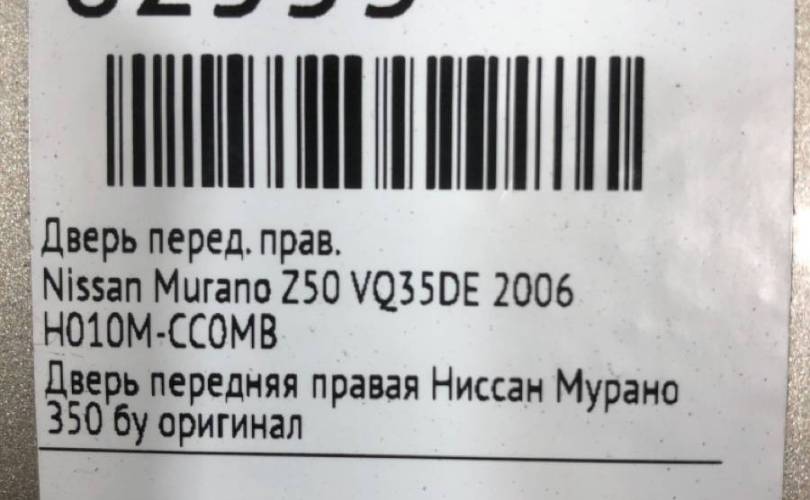 Дверь перед. прав.
Nissan Murano Z50 VQ35DE 2006
H010M-CC0MB
Дверь передняя правая Ниссан Мурано
350 бу оригинал